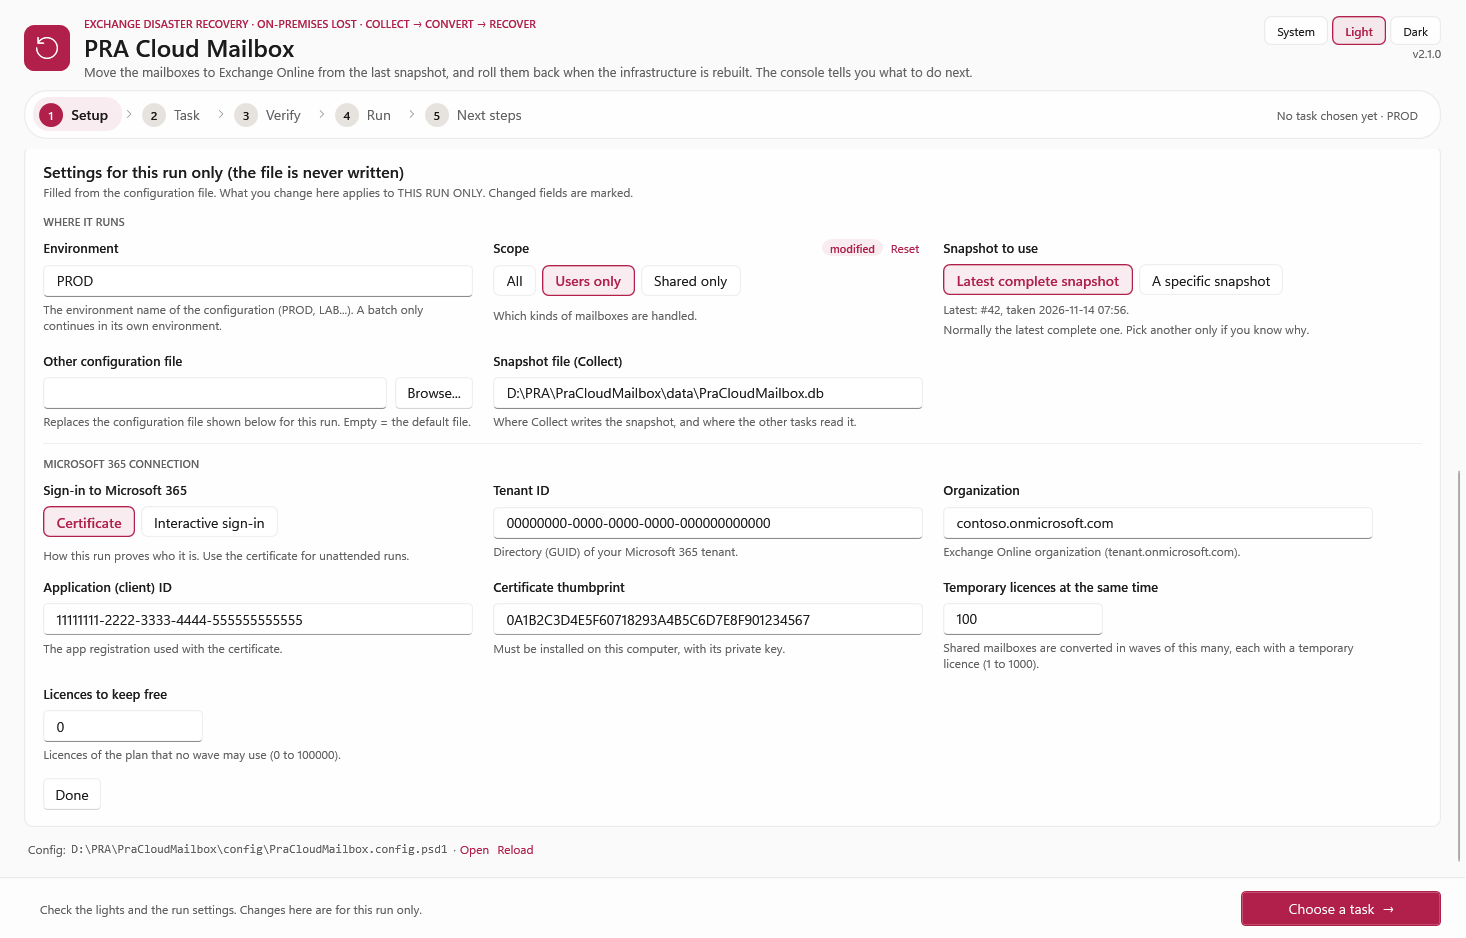 EXCHANGE DISASTER RECOVERY · ON-PREMISES LOST · COLLECT → CONVERT → RECOVER
PRA Cloud Mailbox
Move the mailboxes to Exchange Online from the last snapshot, and roll them back when the infrastructure is rebuilt. The console tells you what to do next.
System Light Dark
v2.1.0
1 Setup > 2 Task > 3 Verify > 4 Run > 5 Next steps
No task chosen yet · PROD
Settings for this run only (the file is never written)
Filled from the configuration file. What you change here applies to THIS RUN ONLY. Changed fields are marked.
WHERE IT RUNS
Environment
PROD
The environment name of the configuration (PROD, LAB...). A batch only
continues in its own environment.
Scope modified Reset
All Users only Shared only
Which kinds of mailboxes are handled.
Snapshot to use
Latest complete snapshot A specific snapshot
Latest: #42, taken 2026-11-14 07:56.
Normally the latest complete one. Pick another only if you know why.
Other configuration file
Browse...
Replaces the configuration file shown below for this run. Empty = the default file.
Snapshot file (Collect)
D:\PRA\PraCloudMailbox\data\PraCloudMailbox.db
Where Collect writes the snapshot, and where the other tasks read it.
MICROSOFT 365 CONNECTION
Sign-in to Microsoft 365
Certificate Interactive sign-in
How this run proves who it is. Use the certificate for unattended runs.
Tenant ID
00000000-0000-0000-0000-000000000000
Directory (GUID) of your Microsoft 365 tenant.
Organization
contoso.onmicrosoft.com
Exchange Online organization (tenant.onmicrosoft.com).
Application (client) ID
11111111-2222-3333-4444-555555555555
The app registration used with the certificate.
Certificate thumbprint
0A1B2C3D4E5F60718293A4B5C6D7E8F901234567
Must be installed on this computer, with its private key.
Temporary licences at the same time
100
Shared mailboxes are converted in waves of this many, each with a temporary
licence (1 to 1000).
Licences to keep free
0
Licences of the plan that no wave may use (0 to 100000).
Done
Config: D:\PRA\PraCloudMailbox\config\PraCloudMailbox.config.psd1 · Open Reload
Check the lights and the run settings. Changes here are for this run only.
Choose a task →